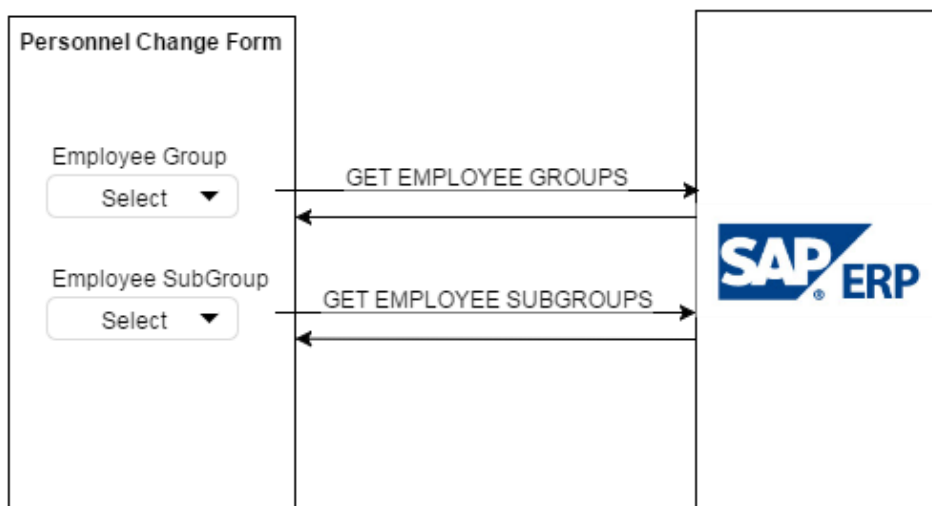 Personnel Change Form
Employee Group
Select
GET EMPLOYEE GROUPS
Employee SubGroup
Select
GET EMPLOYEE SUBGROUPS
SAP® ERP